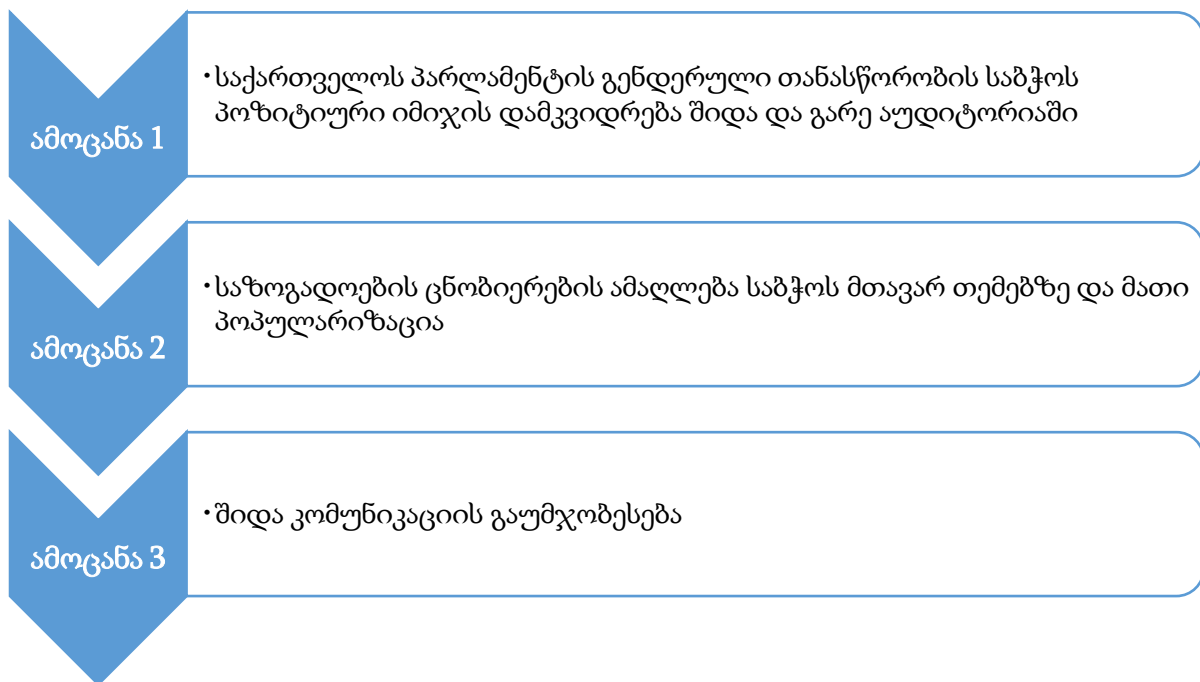 ამოცანა 1
·საქართველოს პარლამენტის გენდერული თანასწორობის საბჭოს
პოზიტიური იმიჯის დამკვიდრება შიდა და გარე აუდიტორიაში
ამოცანა 2
·საზოგადოების ცნობიერების ამაღლება საბჭოს მთავარ თემებზე და მათი
პოპულარიზაცია
ამოცანა 3
·შიდა კომუნიკაციის გაუმჯობესება